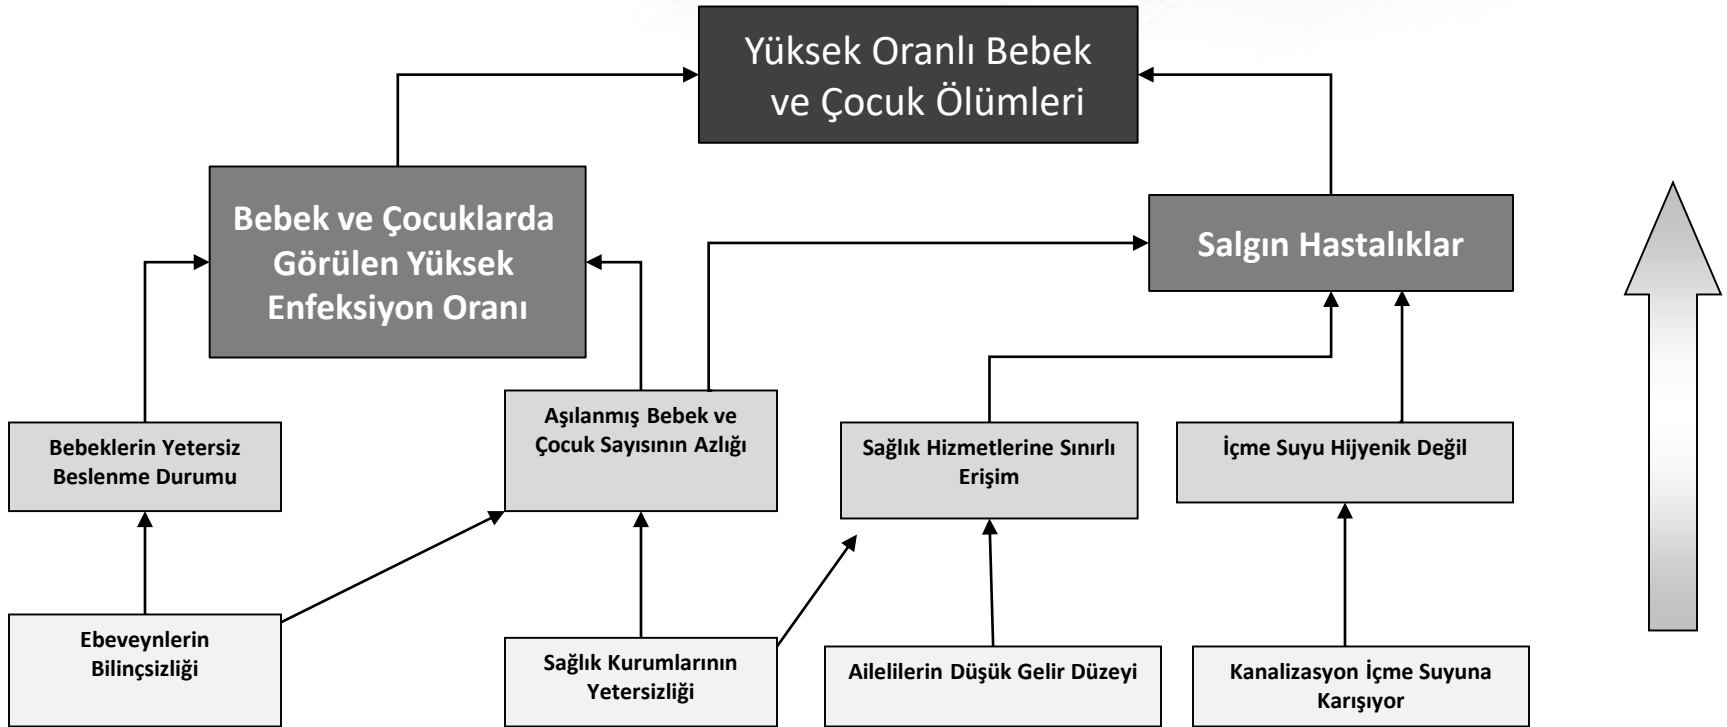 Yüksek Oranlı Bebek
ve Çocuk Ölümleri
Bebek ve Çocuklarda
Görülen Yüksek
Enfeksiyon Oranı
Salgın Hastalıklar
Bebeklerin Yetersiz
Beslenme Durumu
Aşılanmış Bebek ve
Çocuk Sayısının Azlığı
Sağlık Hizmetlerine Sınırlı
Erişim
İçme Suyu Hijyenik Değil
Ebeveynlerin
Bilinçsizliği
Sağlık Kurumlarının
Yetersizliği
Ailelilerin Düşük Gelir Düzeyi
Kanalizasyon İçme Suyuna
Karışıyor